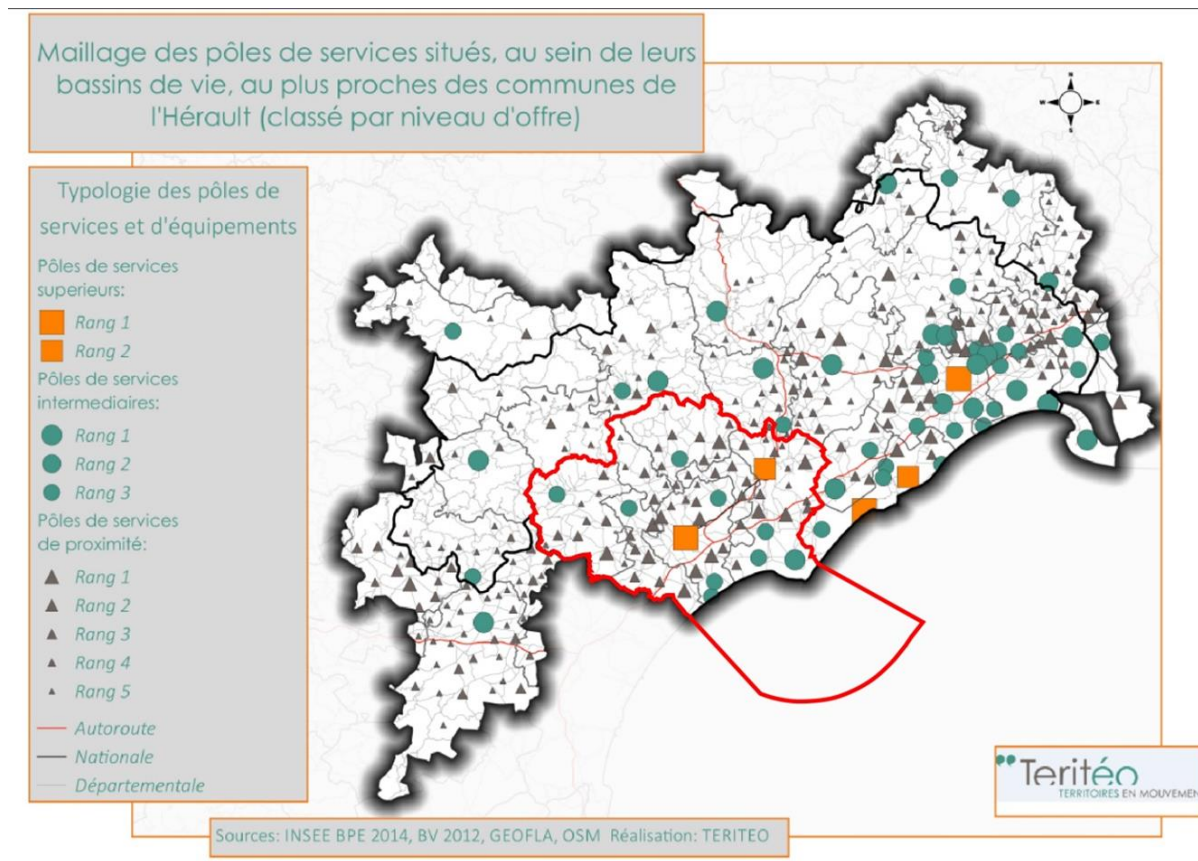 Maillage des pôles de services situés, au sein de leurs
bassins de vie, au plus proches des communes de
l'Hérault (classé par niveau d'offre)
Typologie des pôles de
services et d'équipements
Pôles de services
superieurs:
Rang 1
Rang 2
Pôles de services
intermediaires:
Rang 1
Rang 2
Rang 3
Pôles de services
de proximité:
Rang 1
Rang 2
Rang 3
Rang 4
Rang 5
Autoroute
Nationale
Départementale
N
W E
S
Teritéo
TERRITOIRES EN MOUVEMEN
Sources: INSEE BPE 2014, BV 2012, GEOFLA, OSM Réalisation: TERITEO